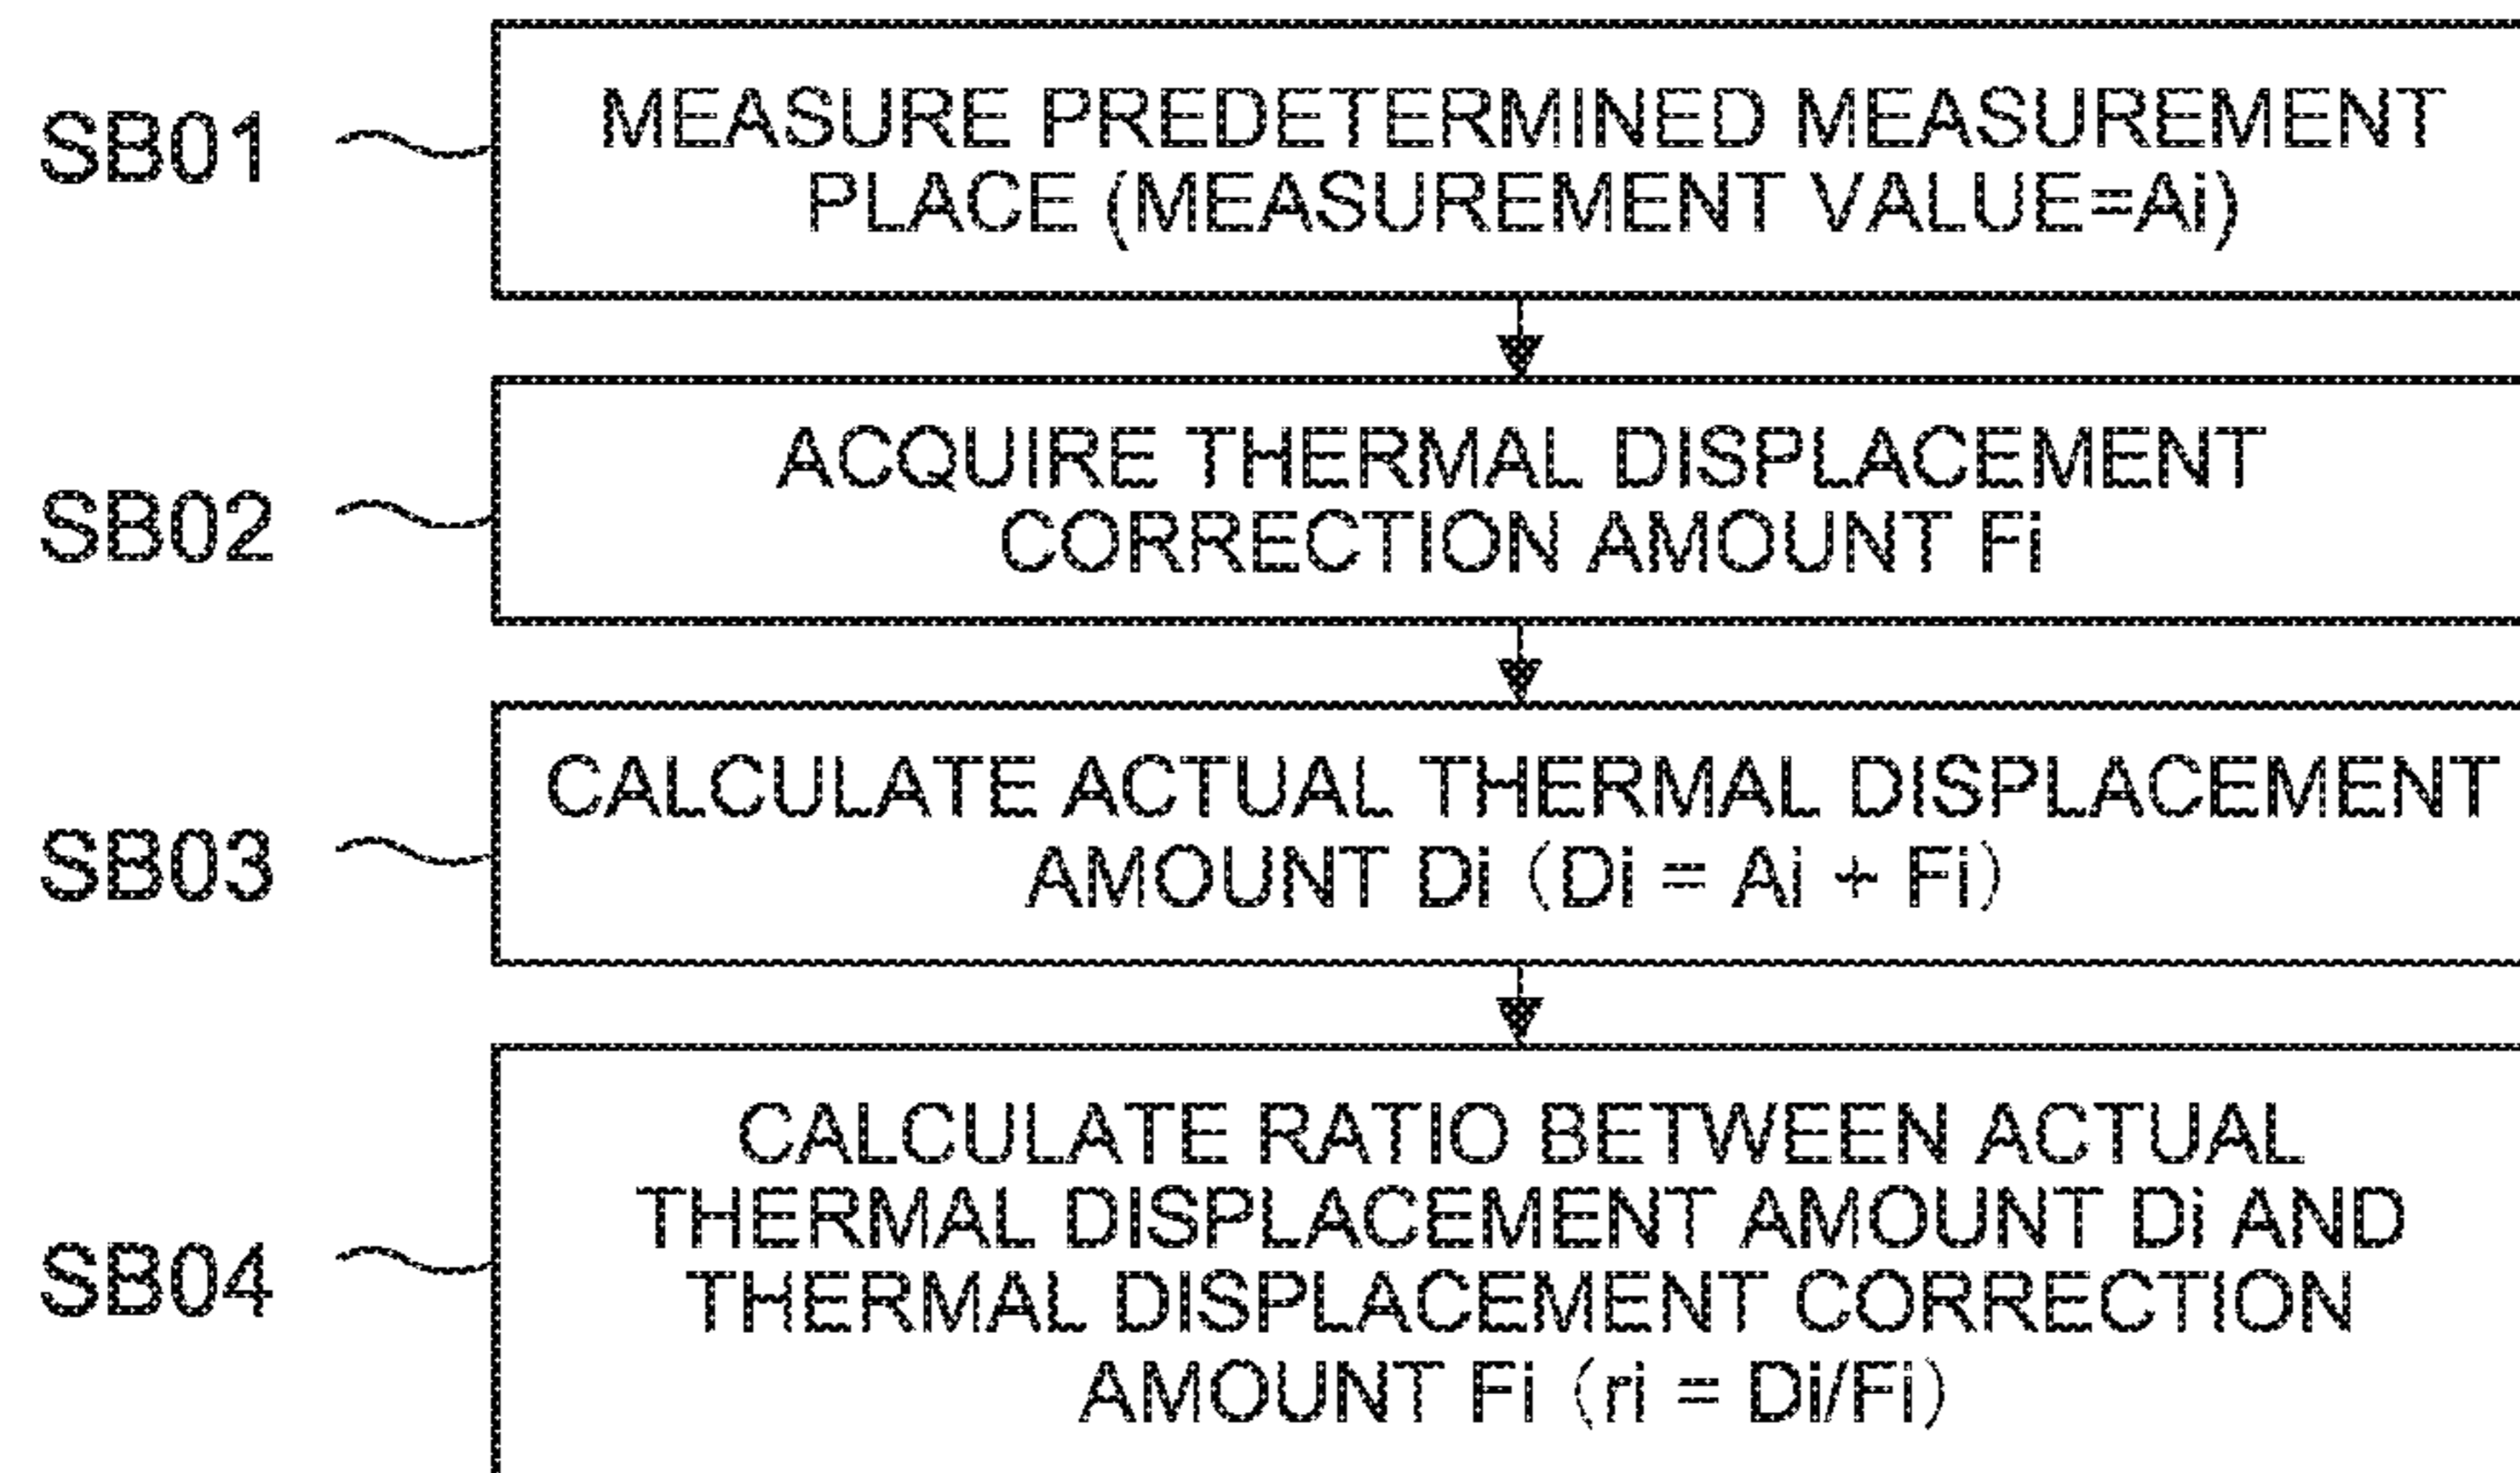 SB01
MEASURE PREDETERMINED MEASUREMENT
PLACE (MEASUREMENT VALUE=Ai)
SB02
ACQUIRE THERMAL DISPLACEMENT
CORRECTION AMOUNT Fi
SB03
CALCULATE ACTUAL THERMAL DISPLACEMENT
AMOUNT Di (Di = Ai + Fi)
SB04
CALCULATE RATIO BETWEEN ACTUAL
THERMAL DISPLACEMENT AMOUNT Di AND
THERMAL DISPLACEMENT CORRECTION
AMOUNT Fi (ri = Di/Fi)